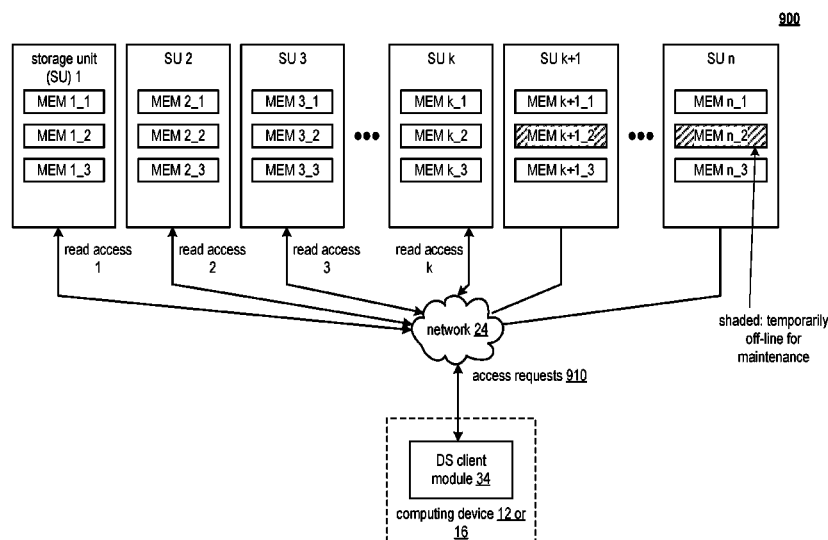 900
storage unit
(SU) 1
MEM 1_1
MEM 1_2
MEM 1_3
SU 2
MEM 2_1
MEM 2_2
MEM 2_3
SU 3
MEM 3_1
MEM 3_2
MEM 3_3
SU k
MEM k_1
MEM k_2
MEM k_3
SU k+1
MEM k+1_1
MEM k+1_2
MEM k+1_3
SU n
MEM n_1
MEM n_2
MEM n_3
read access
1
read access
2
read access
3
read access
k
network 24
shaded: temporarily
off-line for
maintenance
access requests 910
DS client
module 34
computing device 12 or
16